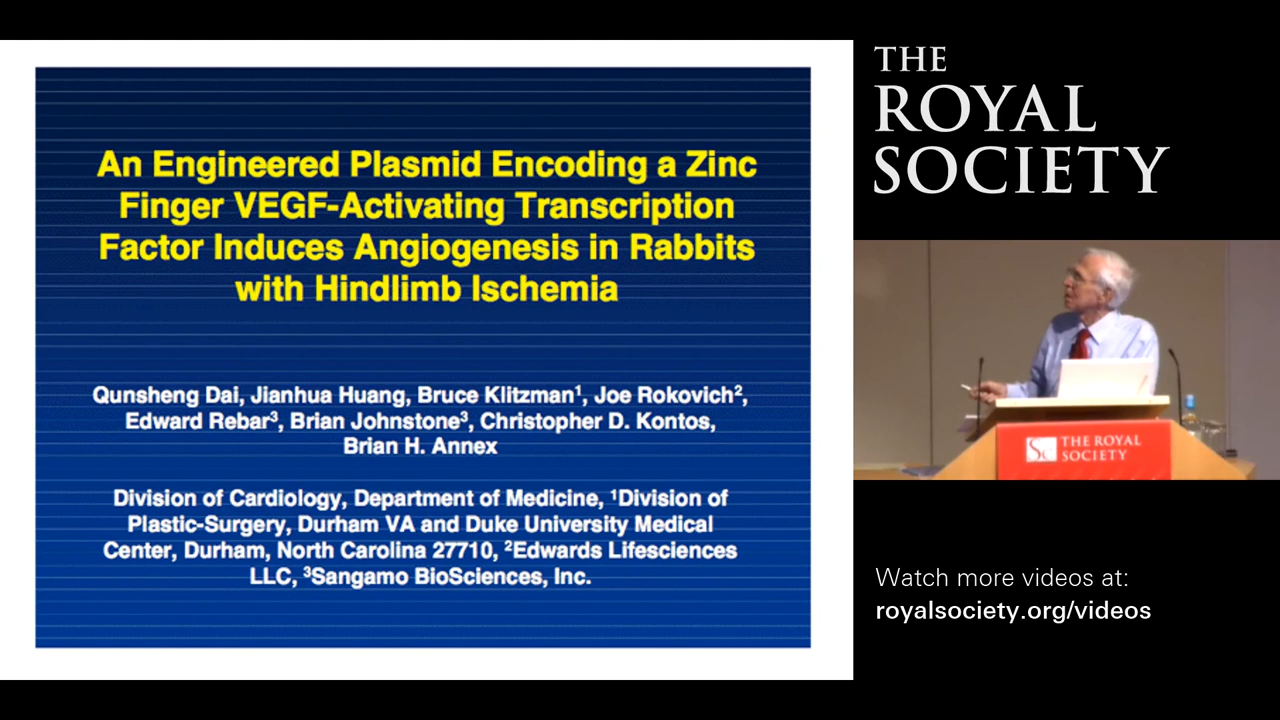 An Engineered Plasmid Encoding a Zinc
Finger VEGF-Activating Transcription
Factor Induces Angiogenesis in Rabbits
with Hindlimb Ischemia
Qunsheng Dai, Jianhua Huang, Bruce Klitzman¹, Joe Rokovich²,
Edward Rebar³, Brian Johnstone³, Christopher D. Kontos,
Brian H. Annex
Division of Cardiology, Department of Medicine, ¹Division of
Plastic-Surgery, Durham VA and Duke University Medical
Center, Durham, North Carolina 27710, ²Edwards Lifesciences
LLC, ³Sangamo BioSciences, Inc.
THE
ROYAL
SOCIETY
THE ROYAL
SOCIETY
Watch more videos at:
royalsociety.org/videos